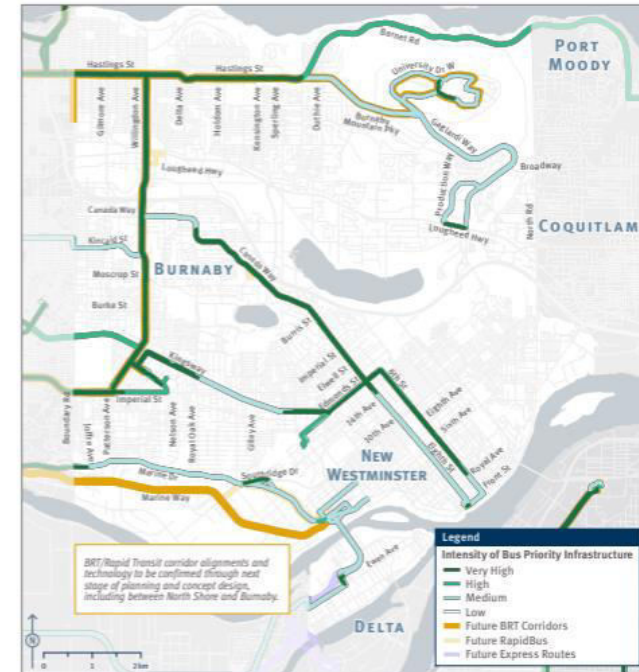 Barnet Rd
PORT
MOODY
Hastings St
Hastings St
University Dr W
Gilmore Ave
Willingdon Ave
Delta Ave
Holdom Ave
Kensington Ave
Sperling Ave
Duthie Ave
Burnaby
Mountain Pky
Gaglardi Way
Broadway
Production Way
Lougheed Hwy
North Rd
COQUITLAM
Lougheed Hwy
Canada Way
Kincaid St
Moscrop St
BURNABY
Canada Way
Burke St
Burris St
Kingsway
Imperial St
Elwell St
Edmonds St
6th St
Imperial St
Boundary Rd
Patterson Ave
Nelson Ave
Royal Oak Ave
Gilley Ave
14th Ave
10th Ave
Eighth Ave
Sixth Ave
Eighth St
Royal Ave
Front St
NEW
WESTMINSTER
Marine Dr
Southridge Dr
Marine Way
Ewen Ave
DELTA
BRT/Rapid Transit corridor alignments and
technology to be confirmed through next
stage of planning and concept design,
including between North Shore and Burnaby.
N
0 1 2km
Legend
Intensity of Bus Priority Infrastructure
Very High
High
Medium
Low
Future BRT Corridors
Future RapidBus
Future Express Routes